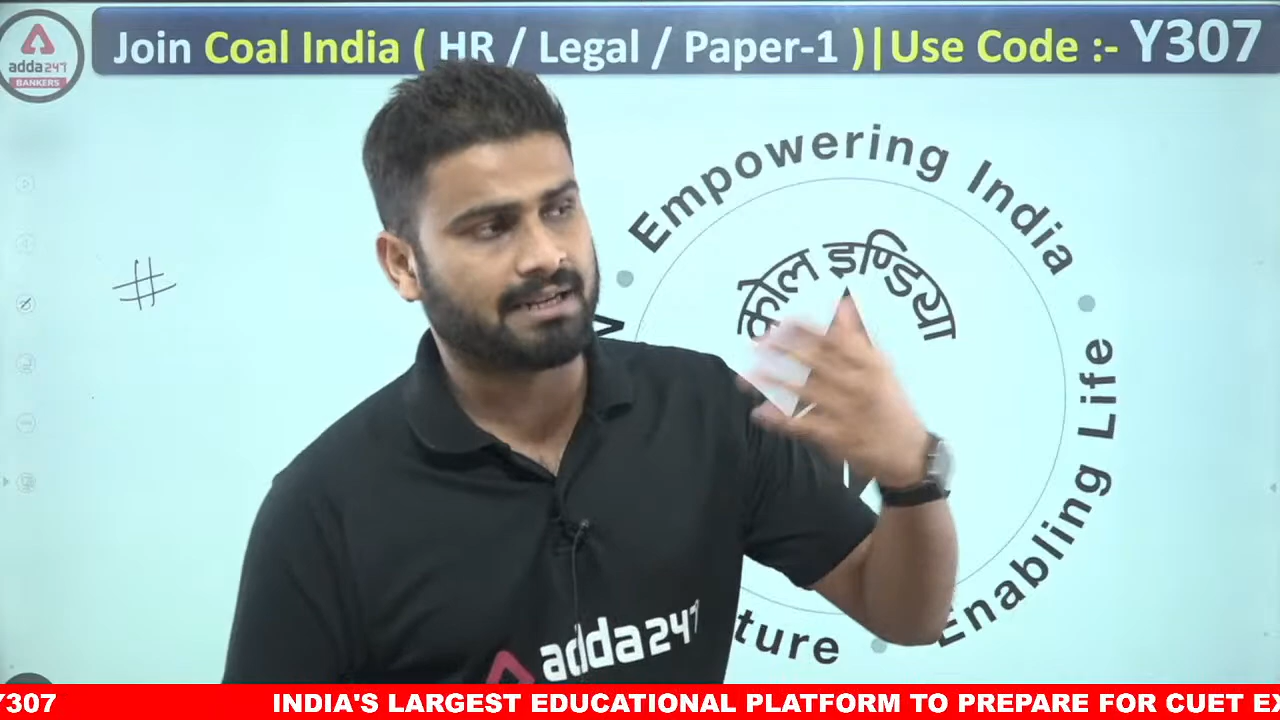 Join Coal India ( HR / Legal / Paper-1 )|Use Code :- Y307
adda247
BANKERS
Empowering India
कोल इण्डिया
Enabling Life
ture
#
adda247
Y307 INDIA'S LARGEST EDUCATIONAL PLATFORM TO PREPARE FOR CUET EX